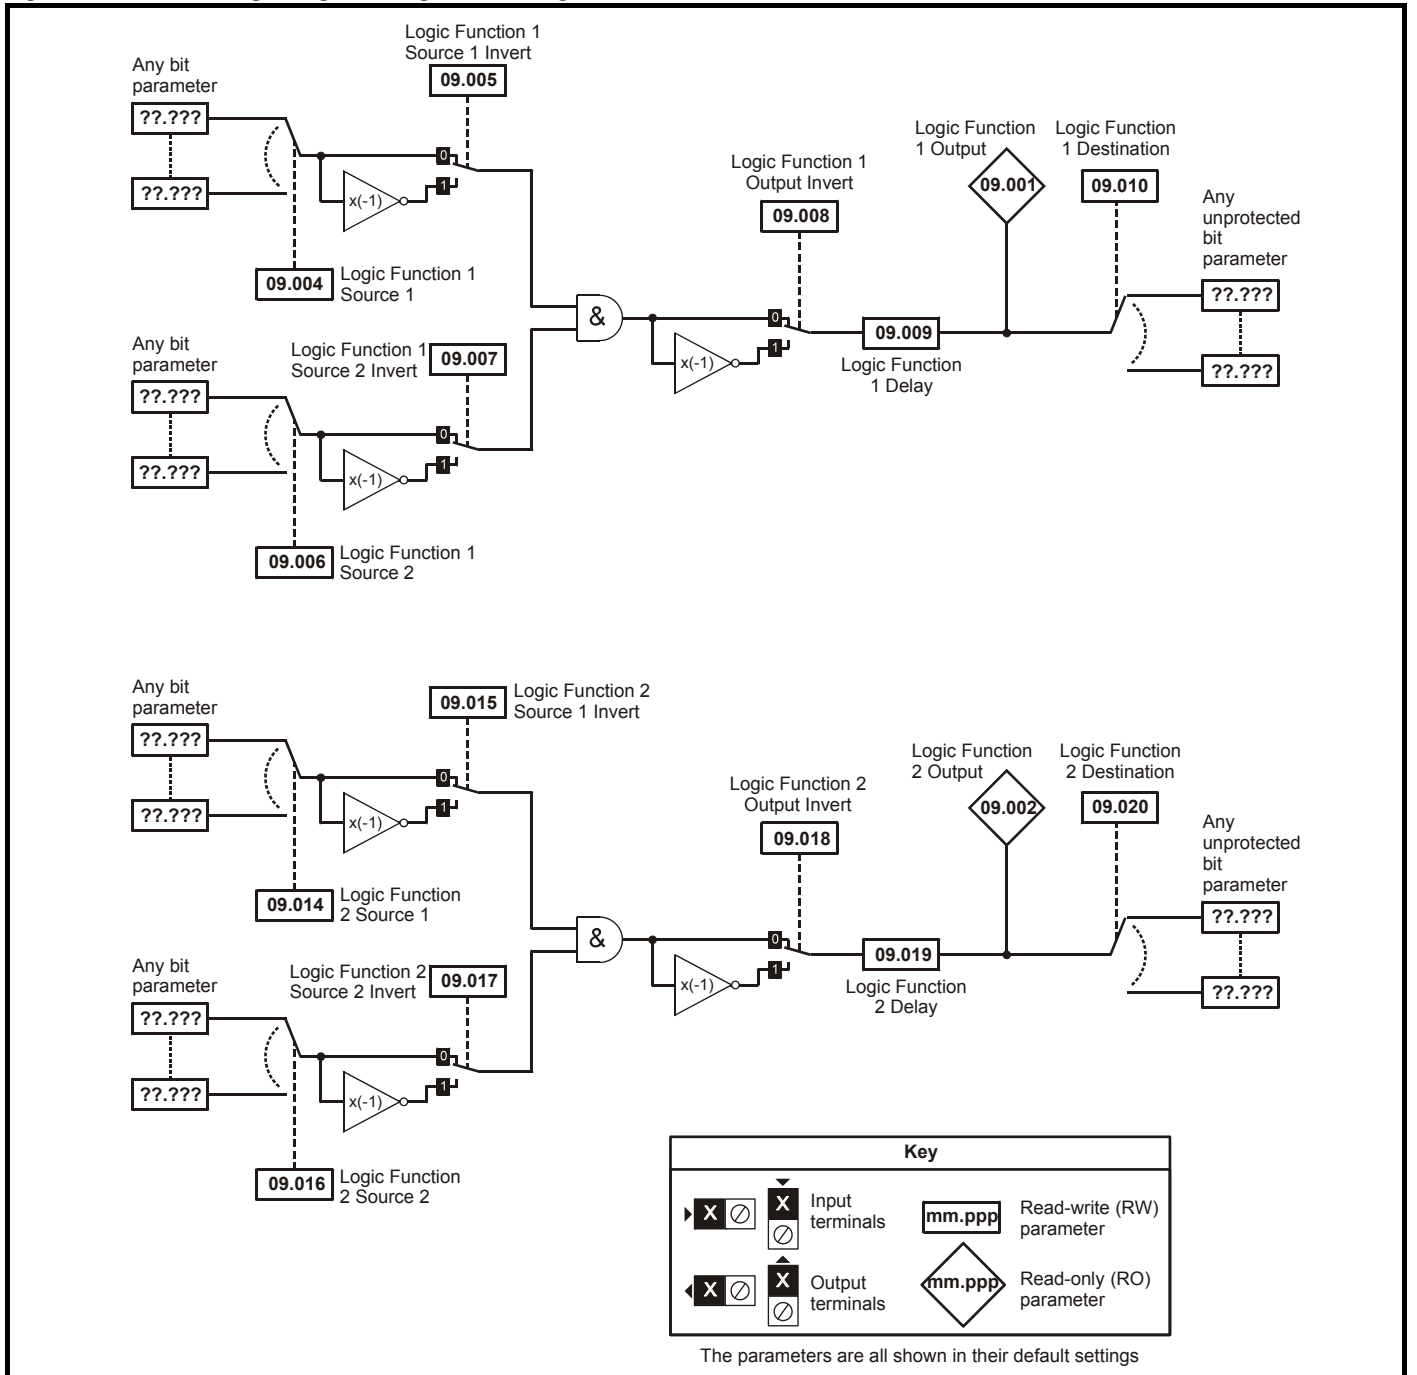 Logic Function 1
Source 1 Invert
09.005
Any bit
parameter
??.???
??.???
0
1
x(-1)
09.004
Logic Function 1
Source 1
Any bit
parameter
??.???
??.???
Logic Function 1
Source 2 Invert
09.007
0
1
x(-1)
09.006
Logic Function 1
Source 2
&
Logic Function 1
Output Invert
09.008
0
1
x(-1)
09.009
Logic Function
1 Delay
Logic Function
1 Output
09.001
Logic Function
1 Destination
09.010
Any
unprotected
bit
parameter
??.???
??.???
Any bit
parameter
??.???
??.???
09.015
Logic Function 2
Source 1 Invert
0
1
x(-1)
09.014
Logic Function
2 Source 1
Any bit
parameter
??.???
??.???
Logic Function 2
Source 2 Invert
09.017
0
1
x(-1)
09.016
Logic Function
2 Source 2
&
Logic Function 2
Output Invert
09.018
0
1
x(-1)
09.019
Logic Function
2 Delay
Logic Function
2 Output
09.002
Logic Function
2 Destination
09.020
Any
unprotected
bit
parameter
??.???
??.???
Key
X
X
Input
terminals
mm.ppp
Read-write (RW)
parameter
X
X
Output
terminals
mm.ppp
Read-only (RO)
parameter
The parameters are all shown in their default settings